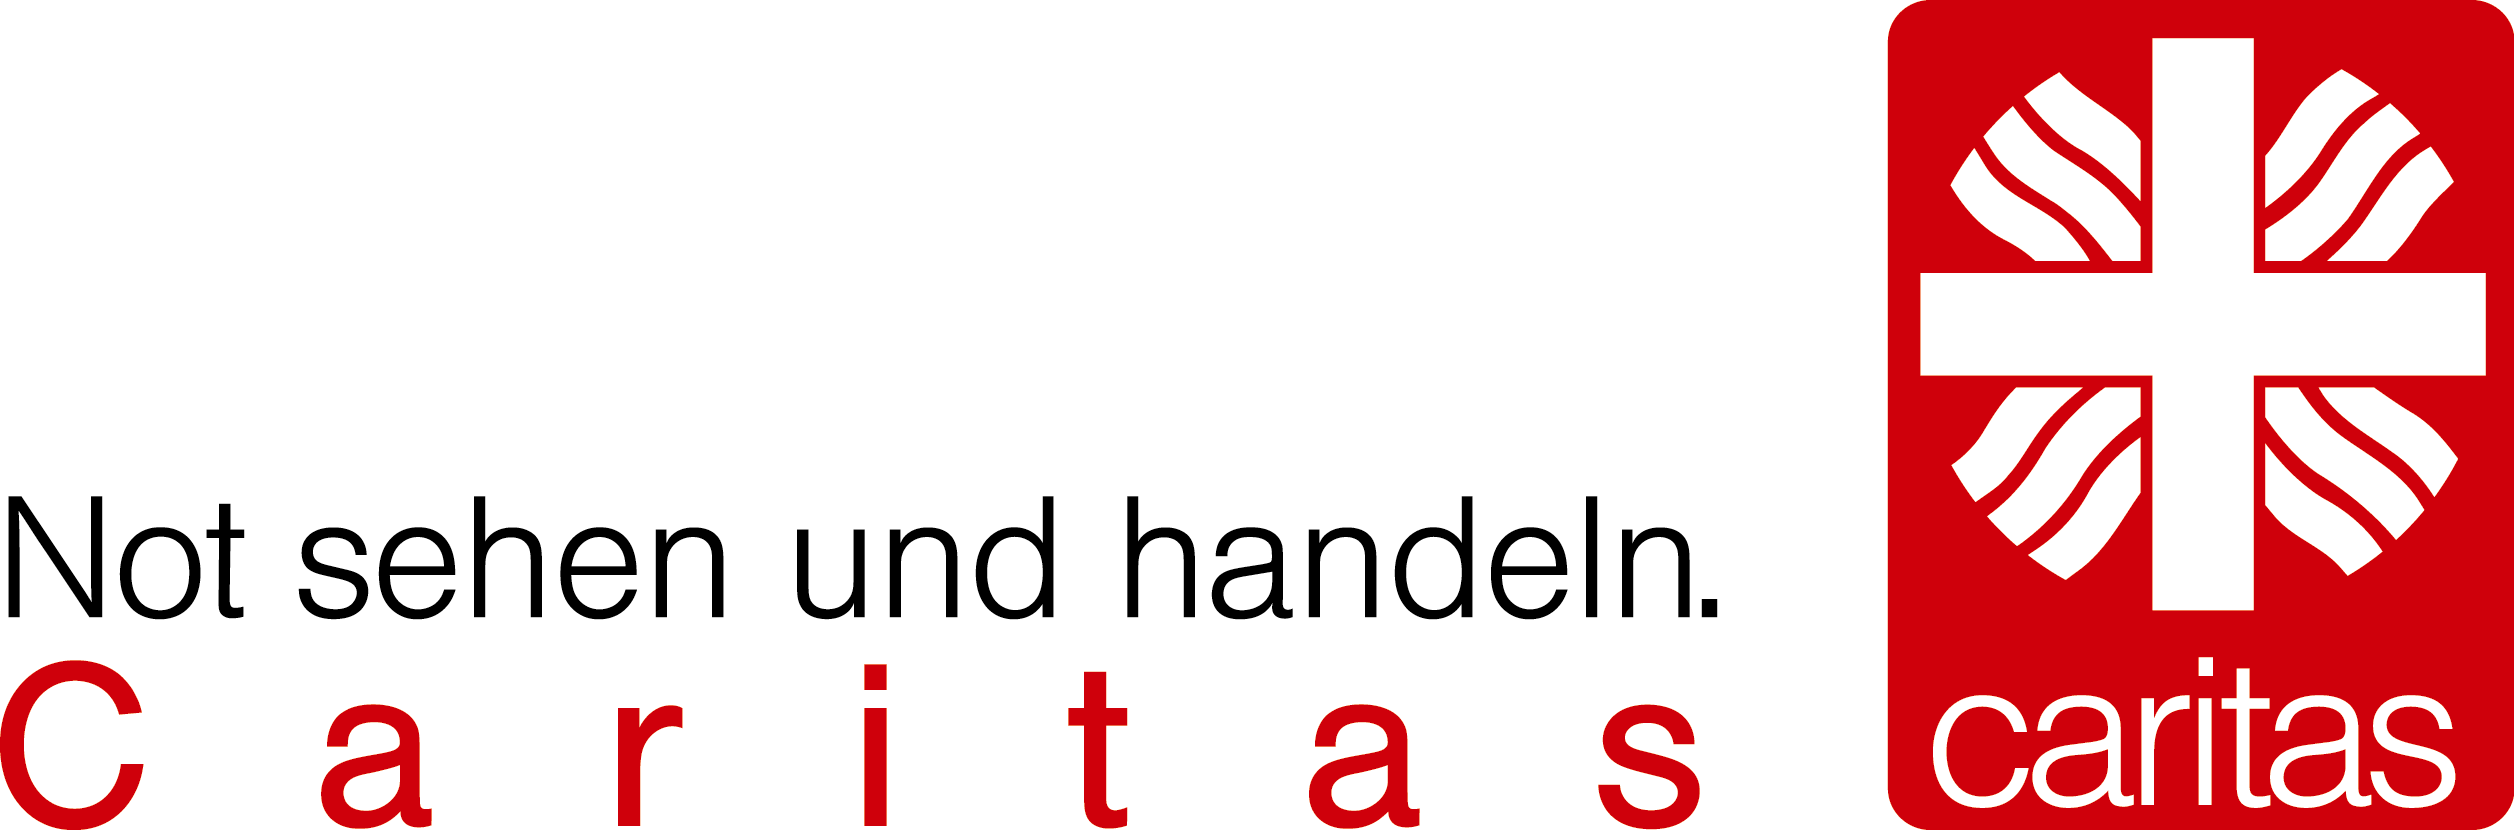 Not sehen und handeln.
Caritas
caritas